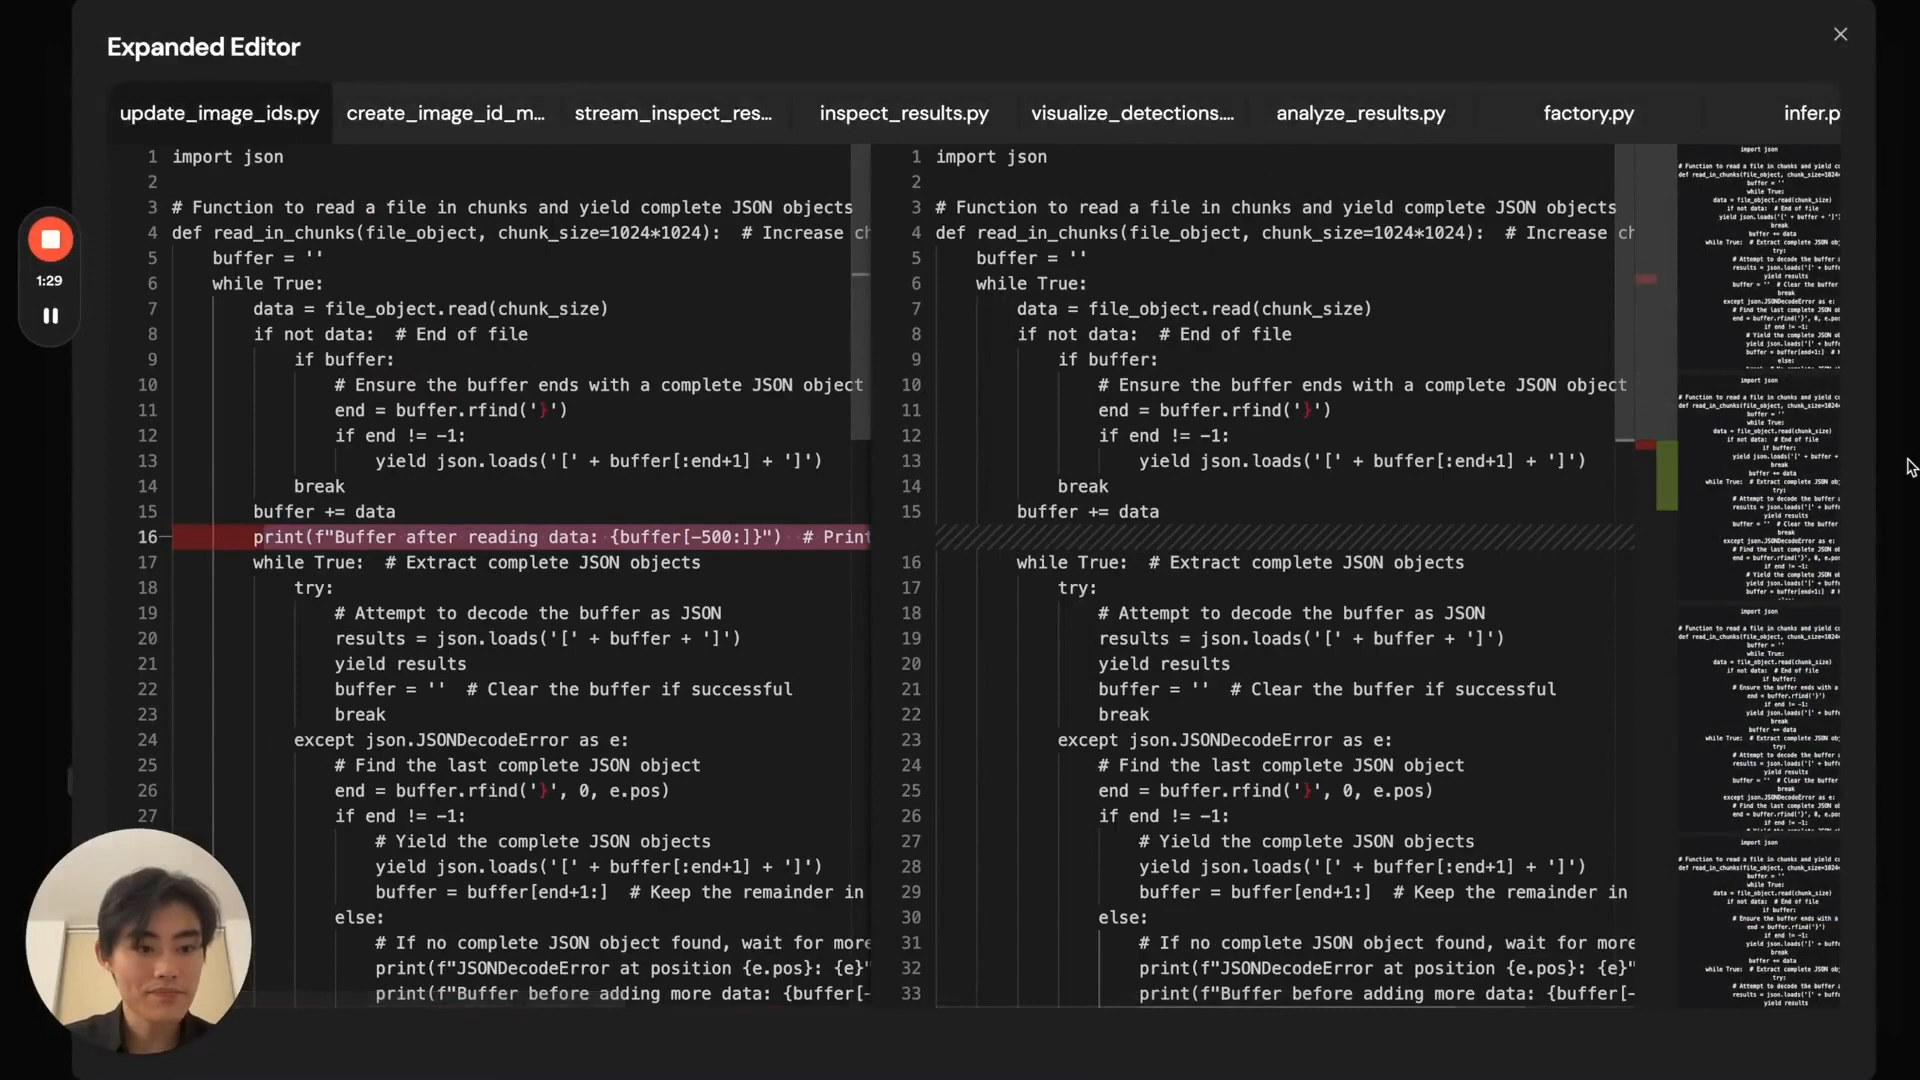 Expanded Editor
update_image_ids.py create_image_id_m... stream_inspect_res... inspect_results.py visualize_detections.... analyze_results.py factory.py infer.p
1:29
1 import json
2
3 # Function to read a file in chunks and yield complete JSON objects
4 def read_in_chunks(file_object, chunk_size=1024*1024):  # Increase ch
5 buffer = ''
6 while True:
7 data = file_object.read(chunk_size)
8 if not data:  # End of file
9 if buffer:
10 # Ensure the buffer ends with a complete JSON object
11 end = buffer.rfind('}')
12 if end != -1:
13 yield json.loads('[' + buffer[:end+1] + ']')
14 break
15 buffer += data
16 print(f"Buffer after reading data: {buffer[-500:]}")  # Print
17 while True:  # Extract complete JSON objects
18 try:
19 # Attempt to decode the buffer as JSON
20 results = json.loads('[' + buffer + ']')
21 yield results
22 buffer = ''  # Clear the buffer if successful
23 break
24 except json.JSONDecodeError as e:
25 # Find the last complete JSON object
26 end = buffer.rfind('}', 0, e.pos)
27 if end != -1:
# Yield the complete JSON objects
yield json.loads('[' + buffer[:end+1] + ']')
buffer = buffer[end+1:]  # Keep the remainder in
else:
# If no complete JSON object found, wait for more
print(f"JSONDecodeError at position {e.pos}: {e}"
print(f"Buffer before adding more data: {buffer[-
1 import json
2
3 # Function to read a file in chunks and yield complete JSON objects
4 def read_in_chunks(file_object, chunk_size=1024*1024):  # Increase ch
5 buffer = ''
6 while True:
7 data = file_object.read(chunk_size)
8 if not data:  # End of file
9 if buffer:
10 # Ensure the buffer ends with a complete JSON object
11 end = buffer.rfind('}')
12 if end != -1:
13 yield json.loads('[' + buffer[:end+1] + ']')
14 break
15 buffer += data
16 while True:  # Extract complete JSON objects
17 try:
18 # Attempt to decode the buffer as JSON
19 results = json.loads('[' + buffer + ']')
20 yield results
21 buffer = ''  # Clear the buffer if successful
22 break
23 except json.JSONDecodeError as e:
24 # Find the last complete JSON object
25 end = buffer.rfind('}', 0, e.pos)
26 if end != -1:
27 # Yield the complete JSON objects
28 yield json.loads('[' + buffer[:end+1] + ']')
29 buffer = buffer[end+1:]  # Keep the remainder in
30 else:
31 # If no complete JSON object found, wait for more
32 print(f"JSONDecodeError at position {e.pos}: {e}"
33 print(f"Buffer before adding more data: {buffer[-